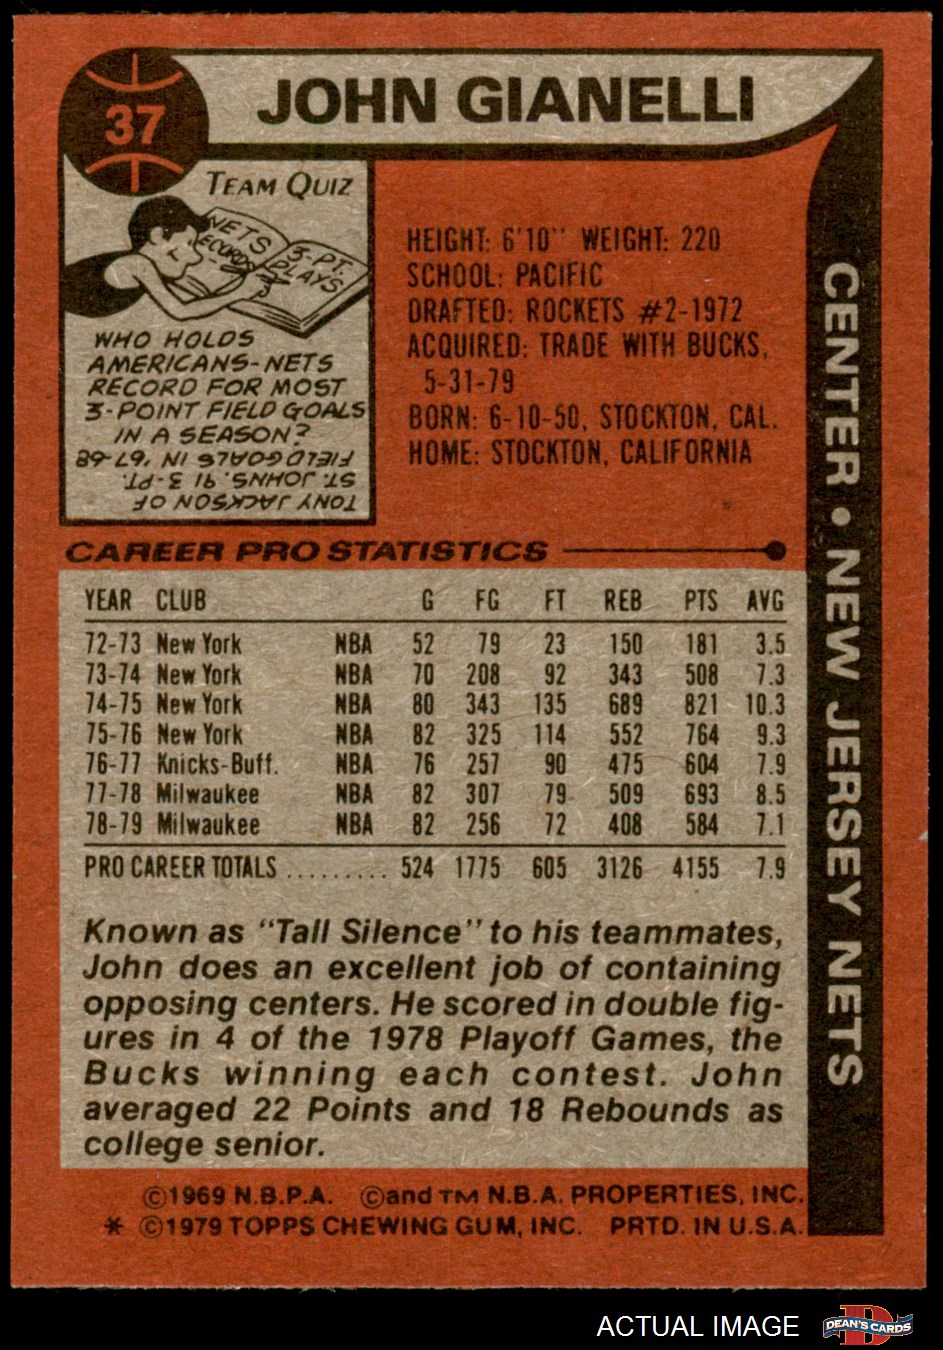 37
JOHN GIANELLI
TEAM QUIZ
NETS
RECORDS
3-PT.
PLAYS
WHO HOLDS
AMERICANS-NETS
RECORD FOR MOST
3-POINT FIELD GOALS
IN A SEASON?
TONY JACKSON OF
ST. JOHNS. 91 3-PT.
FIELD GOALS IN '67-68
HEIGHT: 6'10" WEIGHT: 220
SCHOOL: PACIFIC
DRAFTED: ROCKETS #2-1972
ACQUIRED: TRADE WITH BUCKS,
5-31-79
BORN: 6-10-50, STOCKTON, CAL.
HOME: STOCKTON, CALIFORNIA
CENTER • NEW JERSEY NETS
CAREER PRO STATISTICS
YEAR CLUB G FG FT REB PTS AVG
72-73 New York NBA 52 79 23 150 181 3.5
73-74 New York NBA 70 208 92 343 508 7.3
74-75 New York NBA 80 343 135 689 821 10.3
75-76 New York NBA 82 325 114 552 764 9.3
76-77 Knicks-Buff. NBA 76 257 90 475 604 7.9
77-78 Milwaukee NBA 82 307 79 509 693 8.5
78-79 Milwaukee NBA 82 256 72 408 584 7.1
PRO CAREER TOTALS ......... 524 1775 605 3126 4155 7.9
Known as "Tall Silence" to his teammates,
John does an excellent job of containing
opposing centers. He scored in double fig-
ures in 4 of the 1978 Playoff Games, the
Bucks winning each contest. John
averaged 22 Points and 18 Rebounds as
college senior.
©1969 N.B.P.A. ©and TM N.B.A. PROPERTIES, INC.
* ©1979 TOPPS CHEWING GUM, INC. PRTD. IN U.S.A.
ACTUAL IMAGE
DEAN'S CARDS